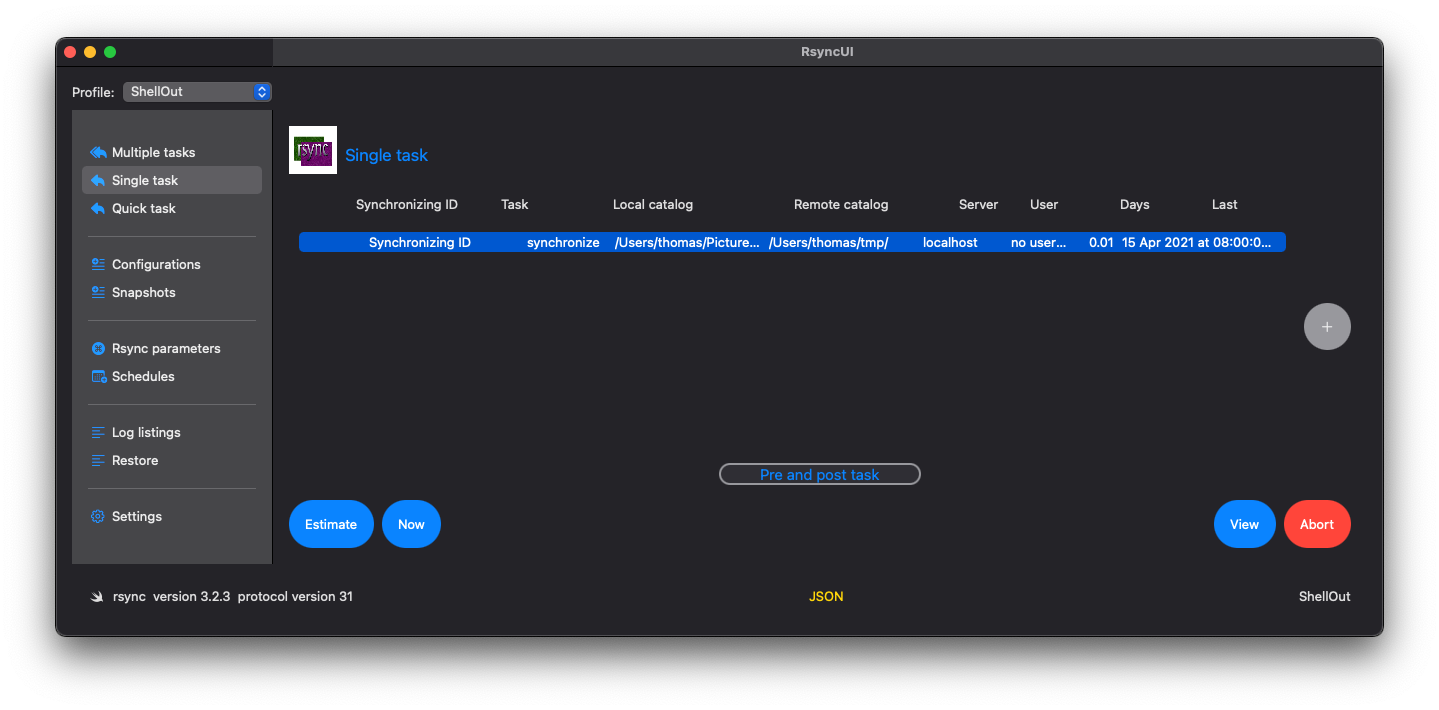 RsyncUI
Profile: ShellOut
Multiple tasks
Single task
Quick task
Configurations
Snapshots
Rsync parameters
Schedules
Log listings
Restore
Settings
rsync
Single task
Synchronizing ID Task Local catalog Remote catalog Server User Days Last
Synchronizing ID synchronize /Users/thomas/Picture... /Users/thomas/tmp/ localhost no user... 0.01 15 Apr 2021 at 08:00:0...
+
Pre and post task
Estimate Now View Abort
rsync version 3.2.3 protocol version 31 JSON ShellOut